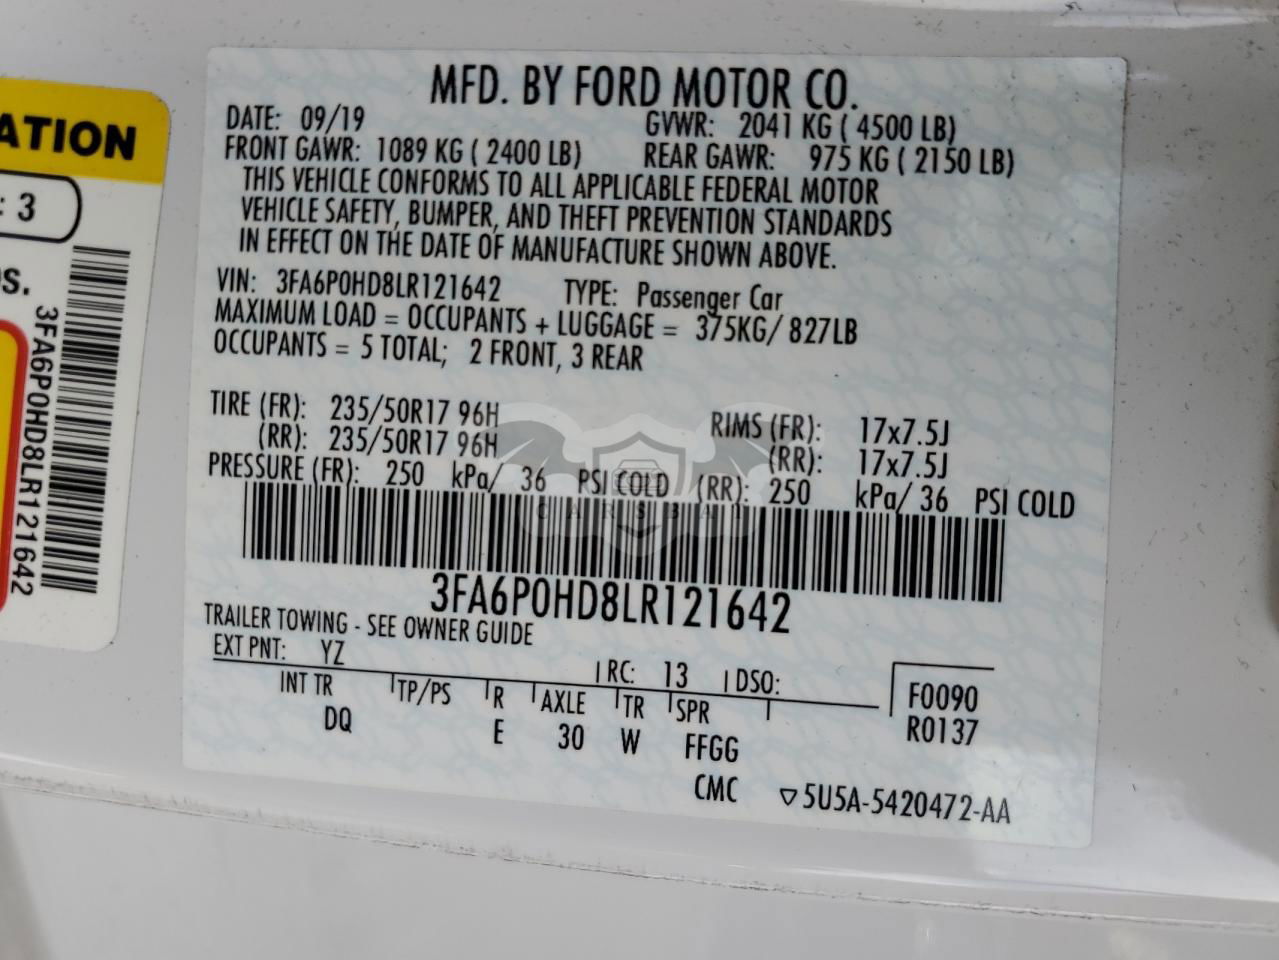 ATION
: 3
S.
3FA6P0HD8LR121642
MFD. BY FORD MOTOR CO.
DATE: 09/19 GVWR: 2041 KG ( 4500 LB)
FRONT GAWR: 1089 KG ( 2400 LB) REAR GAWR: 975 KG ( 2150 LB)
THIS VEHICLE CONFORMS TO ALL APPLICABLE FEDERAL MOTOR
VEHICLE SAFETY, BUMPER, AND THEFT PREVENTION STANDARDS
IN EFFECT ON THE DATE OF MANUFACTURE SHOWN ABOVE.
VIN: 3FA6P0HD8LR121642 TYPE: Passenger Car
MAXIMUM LOAD = OCCUPANTS + LUGGAGE = 375KG/ 827LB
OCCUPANTS = 5 TOTAL; 2 FRONT, 3 REAR
TIRE (FR): 235/50R17 96H RIMS (FR): 17x7.5J
(RR): 235/50R17 96H (RR): 17x7.5J
PRESSURE (FR): 250 kPa/ 36 PSI COLD (RR): 250 kPa/ 36 PSI COLD
3FA6P0HD8LR121642
TRAILER TOWING - SEE OWNER GUIDE
EXT PNT: YZ RC: 13 DSO:
INT TR TP/PS R AXLE TR SPR F0090
DQ E 30 W FFGG R0137
CMC ▽5U5A-5420472-AA